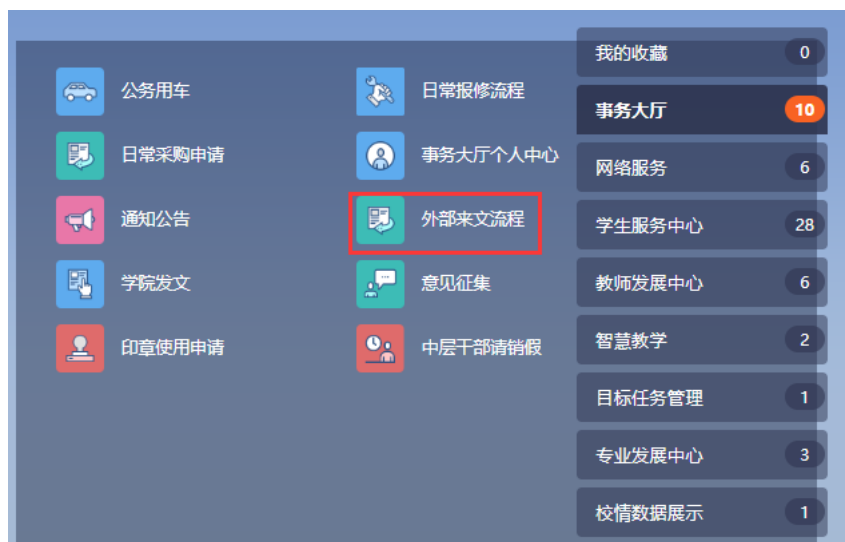 公务用车
日常报修流程
日常采购申请
事务大厅个人中心
通知公告
外部来文流程
学院发文
意见征集
印章使用申请
中层干部请销假
我的收藏 0
事务大厅 10
网络服务 6
学生服务中心 28
教师发展中心 6
智慧教学 2
目标任务管理 1
专业发展中心 3
校情数据展示 1